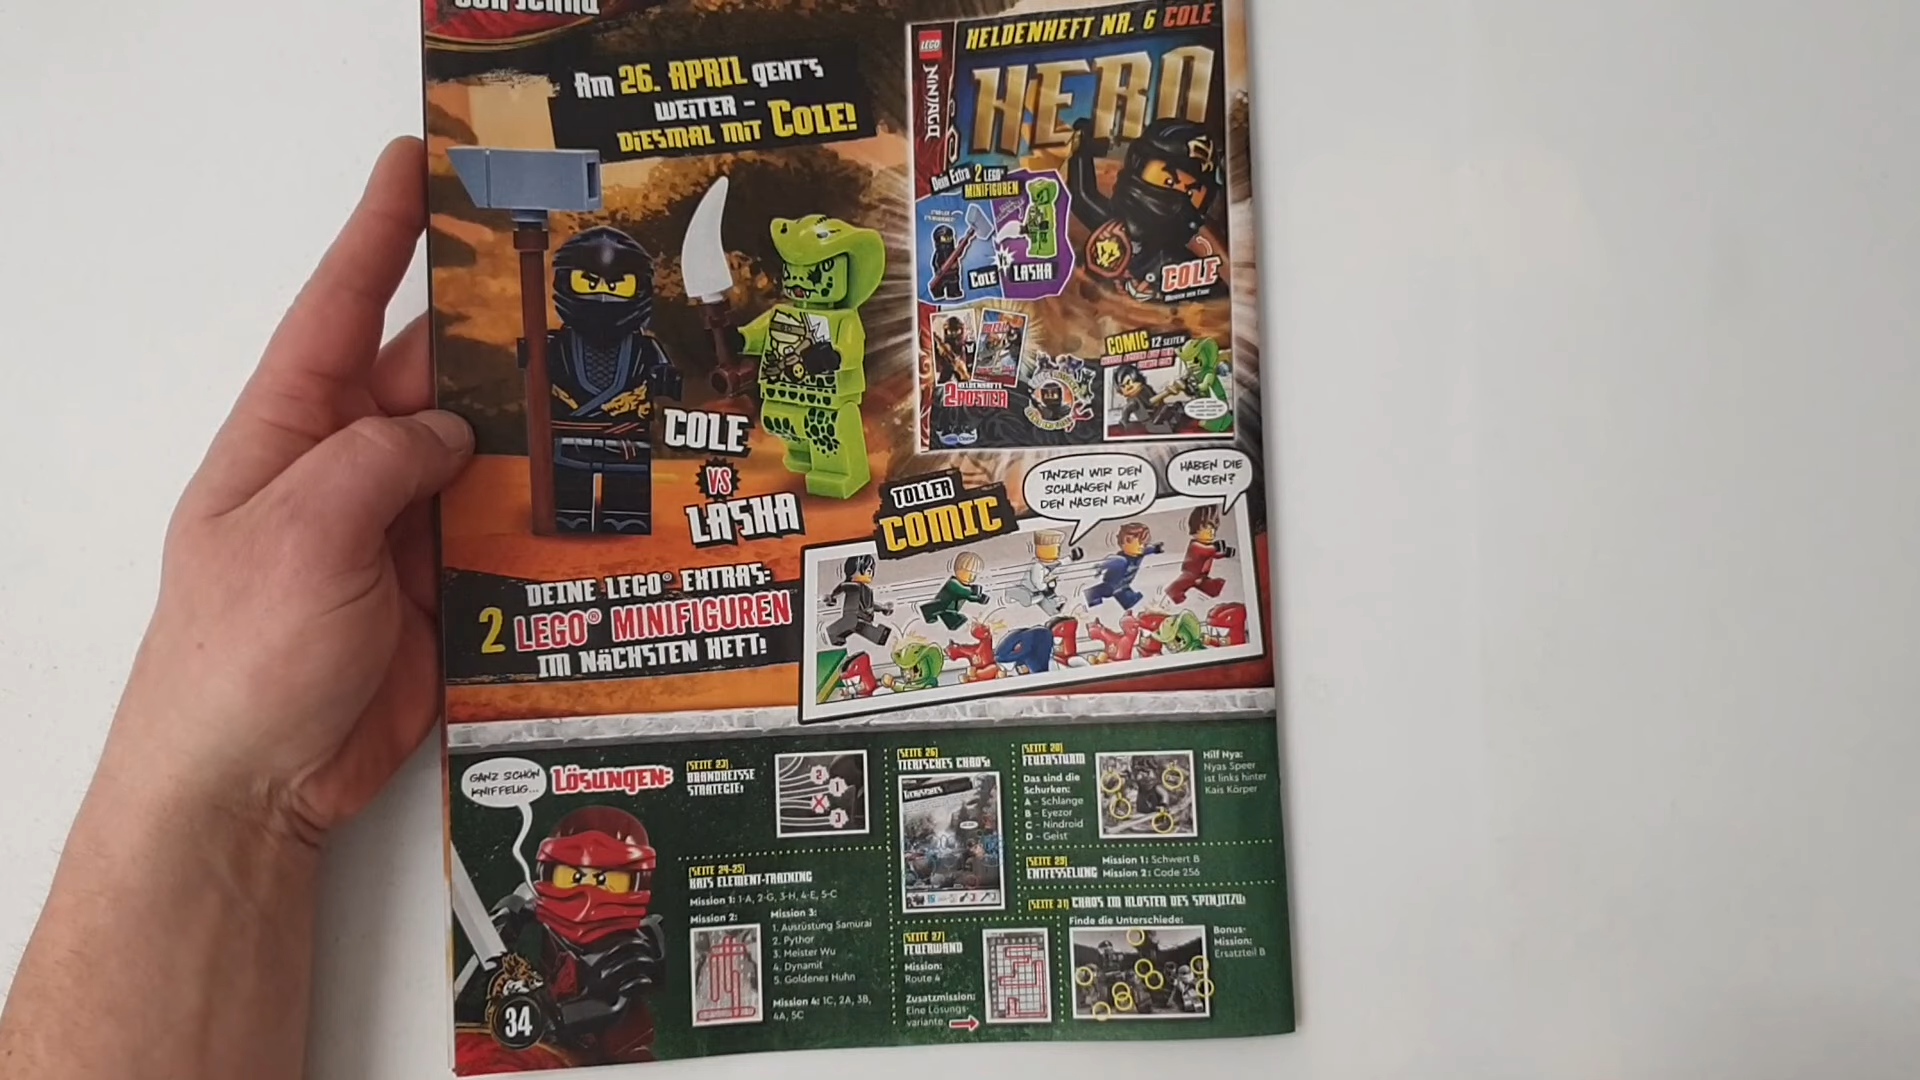 Am 26. APRIL GEHT'S
WEITER –
DIESMAL MIT COLE!
HELDENHEFT NR. 6 COLE
LEGO
NINJAGO
HERO
Dein Extra 2 LEGO®
MINIFIGUREN
COLE
LASHA
COLE
COMIC 12 SEITEN
HELDENHAFTE
2 POSTER
COLE
VS
LASHA
TOLLER
COMIC
TANZEN WIR DEN
SCHLANGEN AUF
DEN NASEN RUM!
HABEN DIE
NASEN?
DEINE LEGO® EXTRAS:
2 LEGO® MINIFIGUREN
IM NÄCHSTEN HEFT!
GANZ SCHÖN
KNIFFELIG...
LÖSUNGEN:
[SEITE 23]
BRANDHEISSE
STRATEGIE:
2
1
3
[SEITE 24-25]
KAIS ELEMENT-TRAINING
Mission 1: 1-A, 2-G, 3-H, 4-E, 5-C
Mission 2:
Mission 3:
1. Ausrüstung Samurai
2. Pythor
3. Meister Wu
4. Dynamit
5. Goldenes Huhn
Mission 4: 1C, 2A, 3B,
4A, 5C
[SEITE 26]
TIERISCHES CHAOS:
[SEITE 27]
FEUERWAND
Mission:
Route 4
Zusatzmission:
Eine Lösungs-
variante.
[SEITE 28]
FEUERSTURM
Das sind die
Schurken:
A – Schlange
B – Eyezor
C – Nindroid
D – Geist
Hilf Nya:
Nyas Speer
ist links hinter
Kais Körper
[SEITE 29]
ENTFESSELUNG
Mission 1: Schwert B
Mission 2: Code 256
[SEITE 31] CHAOS IM KLOSTER DES SPINJITZU:
Finde die Unterschiede:
Bonus-
Mission:
Ersatzteil B
34